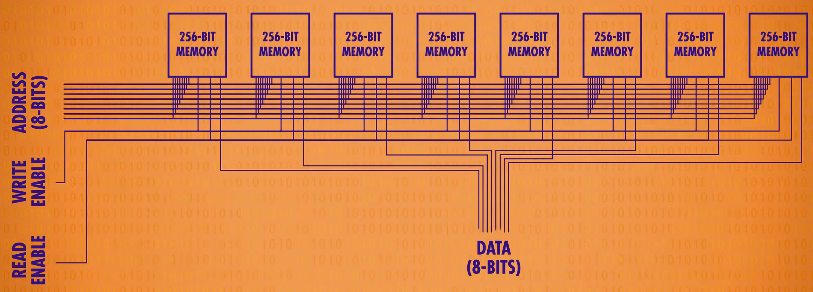 256-BIT
MEMORY
256-BIT
MEMORY
256-BIT
MEMORY
256-BIT
MEMORY
256-BIT
MEMORY
256-BIT
MEMORY
256-BIT
MEMORY
256-BIT
MEMORY
ADDRESS
(8-BITS)
WRITE
ENABLE
READ
ENABLE
DATA
(8-BITS)